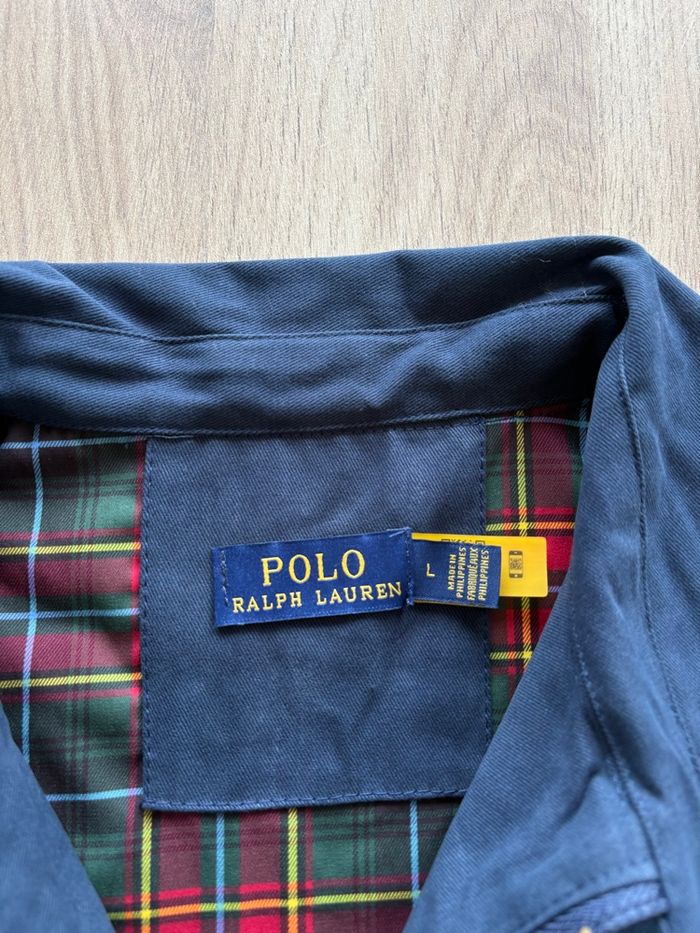 POLO
RALPH LAUREN
L
MADE IN
PHILIPPINES
FABRIQUÉ AUX
PHILIPPINES